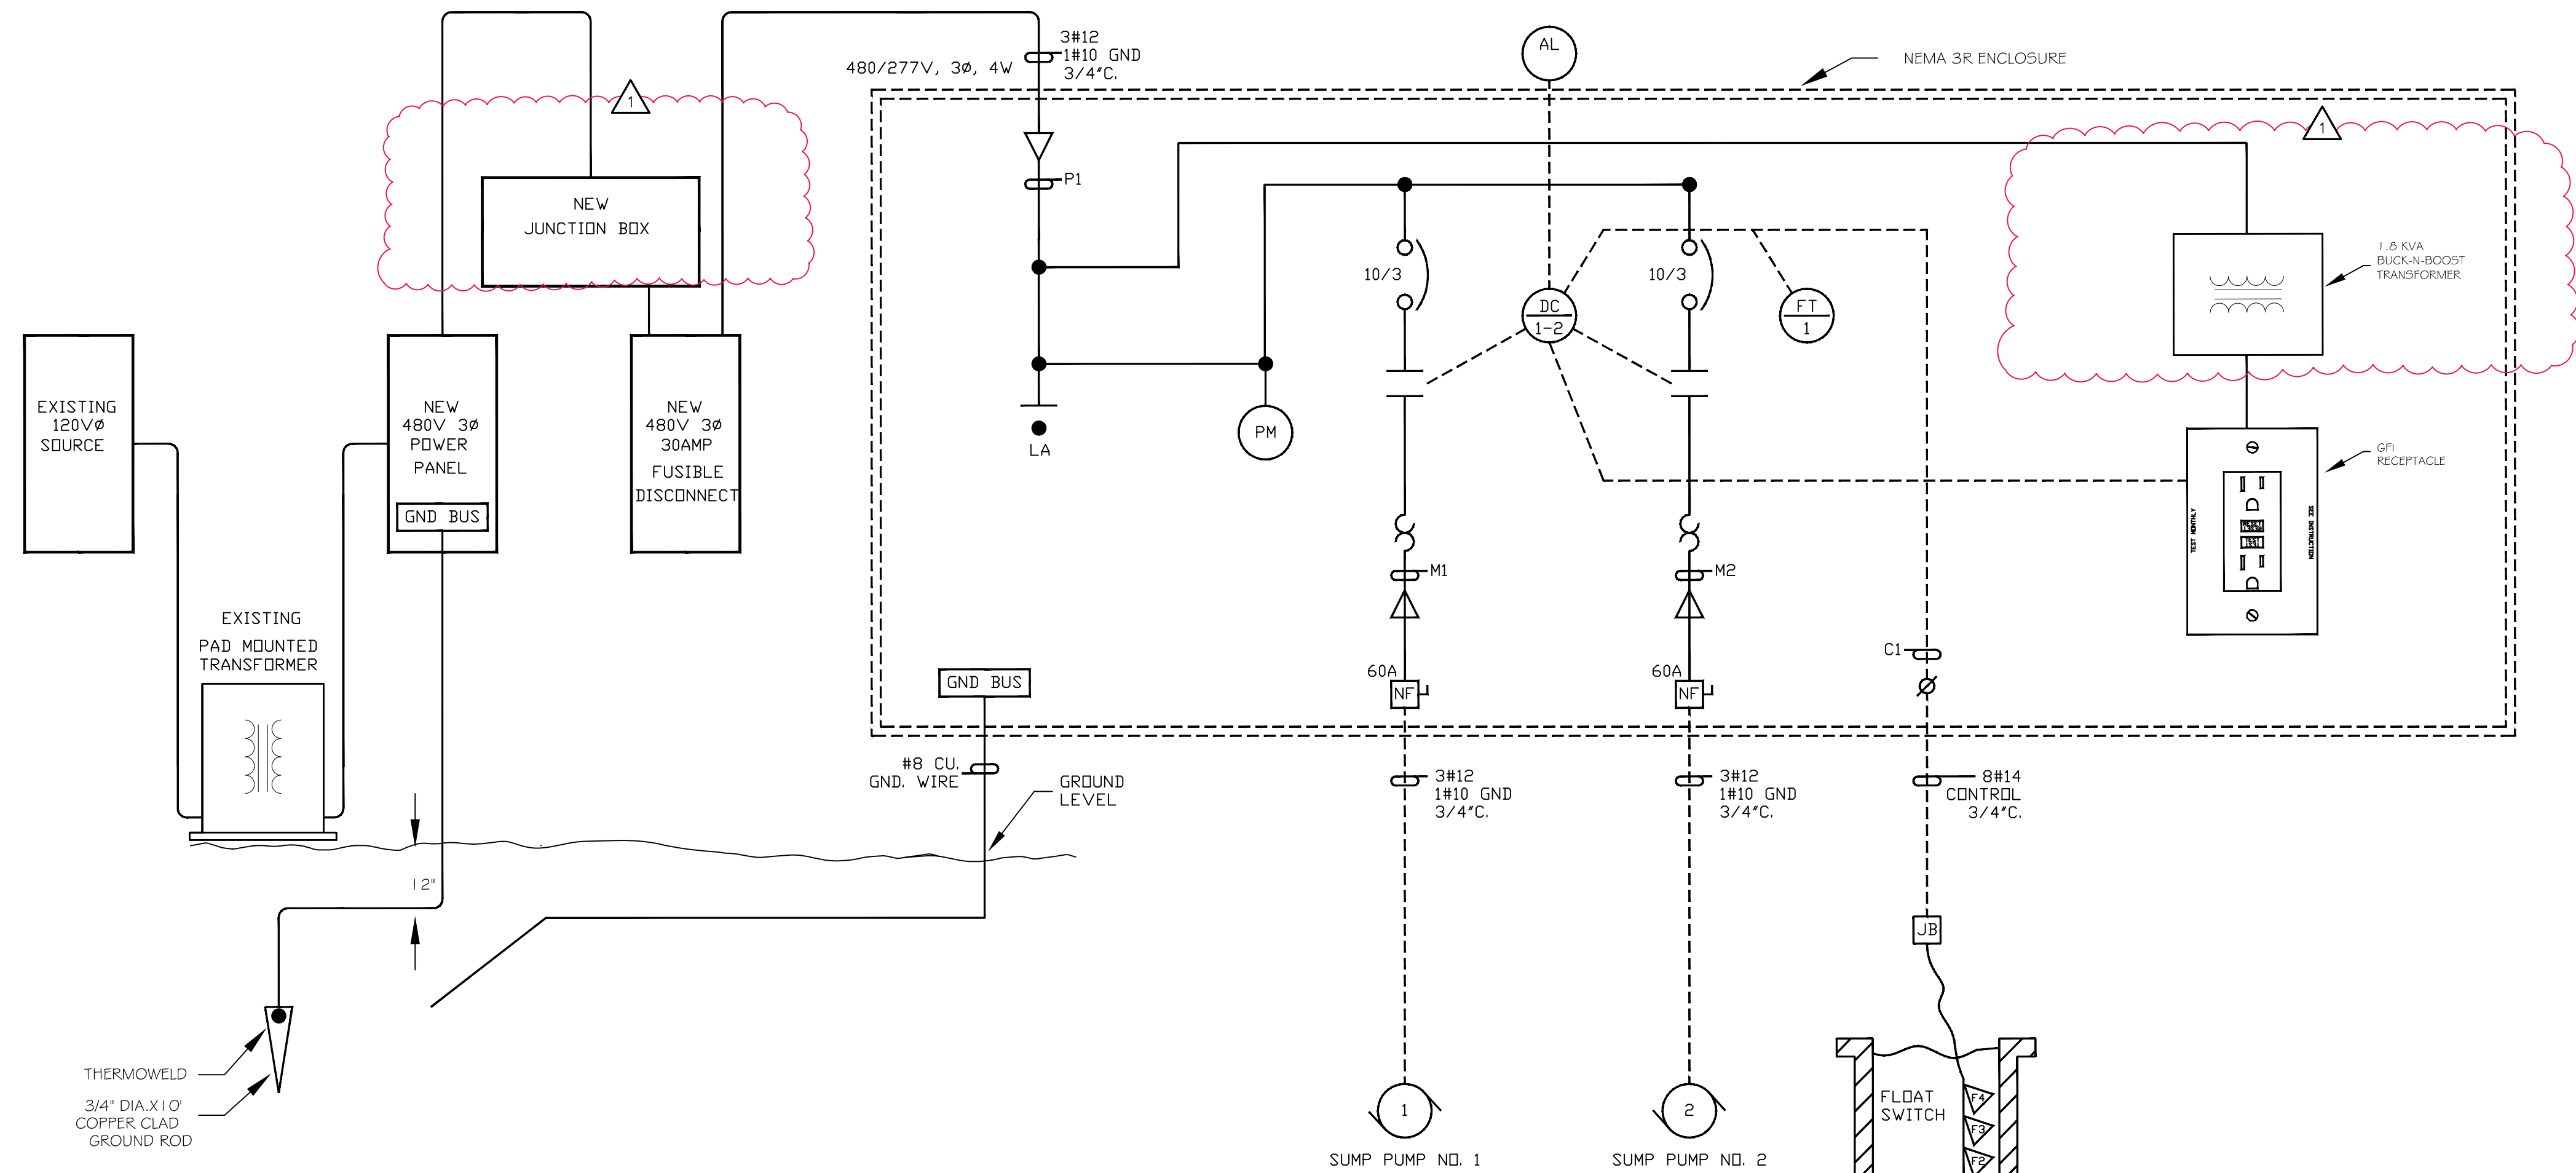 3#12
1#10 GND
3/4"C.
480/277V, 3Ø, 4W
AL
NEMA 3R ENCLOSURE
1
1
P1
NEW
JUNCTION BOX
10/3
10/3
DC
1-2
FT
1
1.8 KVA
BUCK-N-BOOST
TRANSFORMER
EXISTING
120VØ
SOURCE
NEW
480V 3Ø
POWER
PANEL
GND BUS
NEW
480V 3Ø
30AMP
FUSIBLE
DISCONNECT
LA
PM
GFI
RECEPTACLE
TEST MONTHLY
SEE INSTRUCTION
M1
M2
EXISTING
PAD MOUNTED
TRANSFORMER
C1
60A
NF
60A
NF
GND BUS
#8 CU.
GND. WIRE
GROUND
LEVEL
3#12
1#10 GND
3/4"C.
3#12
1#10 GND
3/4"C.
8#14
CONTROL
3/4"C.
12"
JB
THERMOWELD
3/4" DIA.X10'
COPPER CLAD
GROUND ROD
1
SUMP PUMP NO. 1
2
SUMP PUMP NO. 2
FLOAT
SWITCH
F4
F3
F2